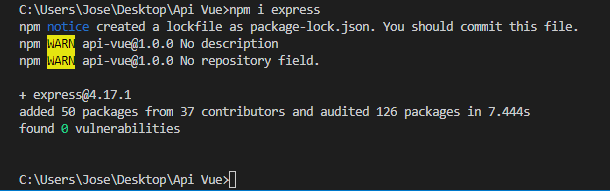 C:\Users\Jose\Desktop\Api Vue>npm i express
npm notice created a lockfile as package-lock.json. You should commit this file.
npm WARN api-vue@1.0.0 No description
npm WARN api-vue@1.0.0 No repository field.
+ express@4.17.1
added 50 packages from 37 contributors and audited 126 packages in 7.444s
found 0 vulnerabilities
C:\Users\Jose\Desktop\Api Vue>